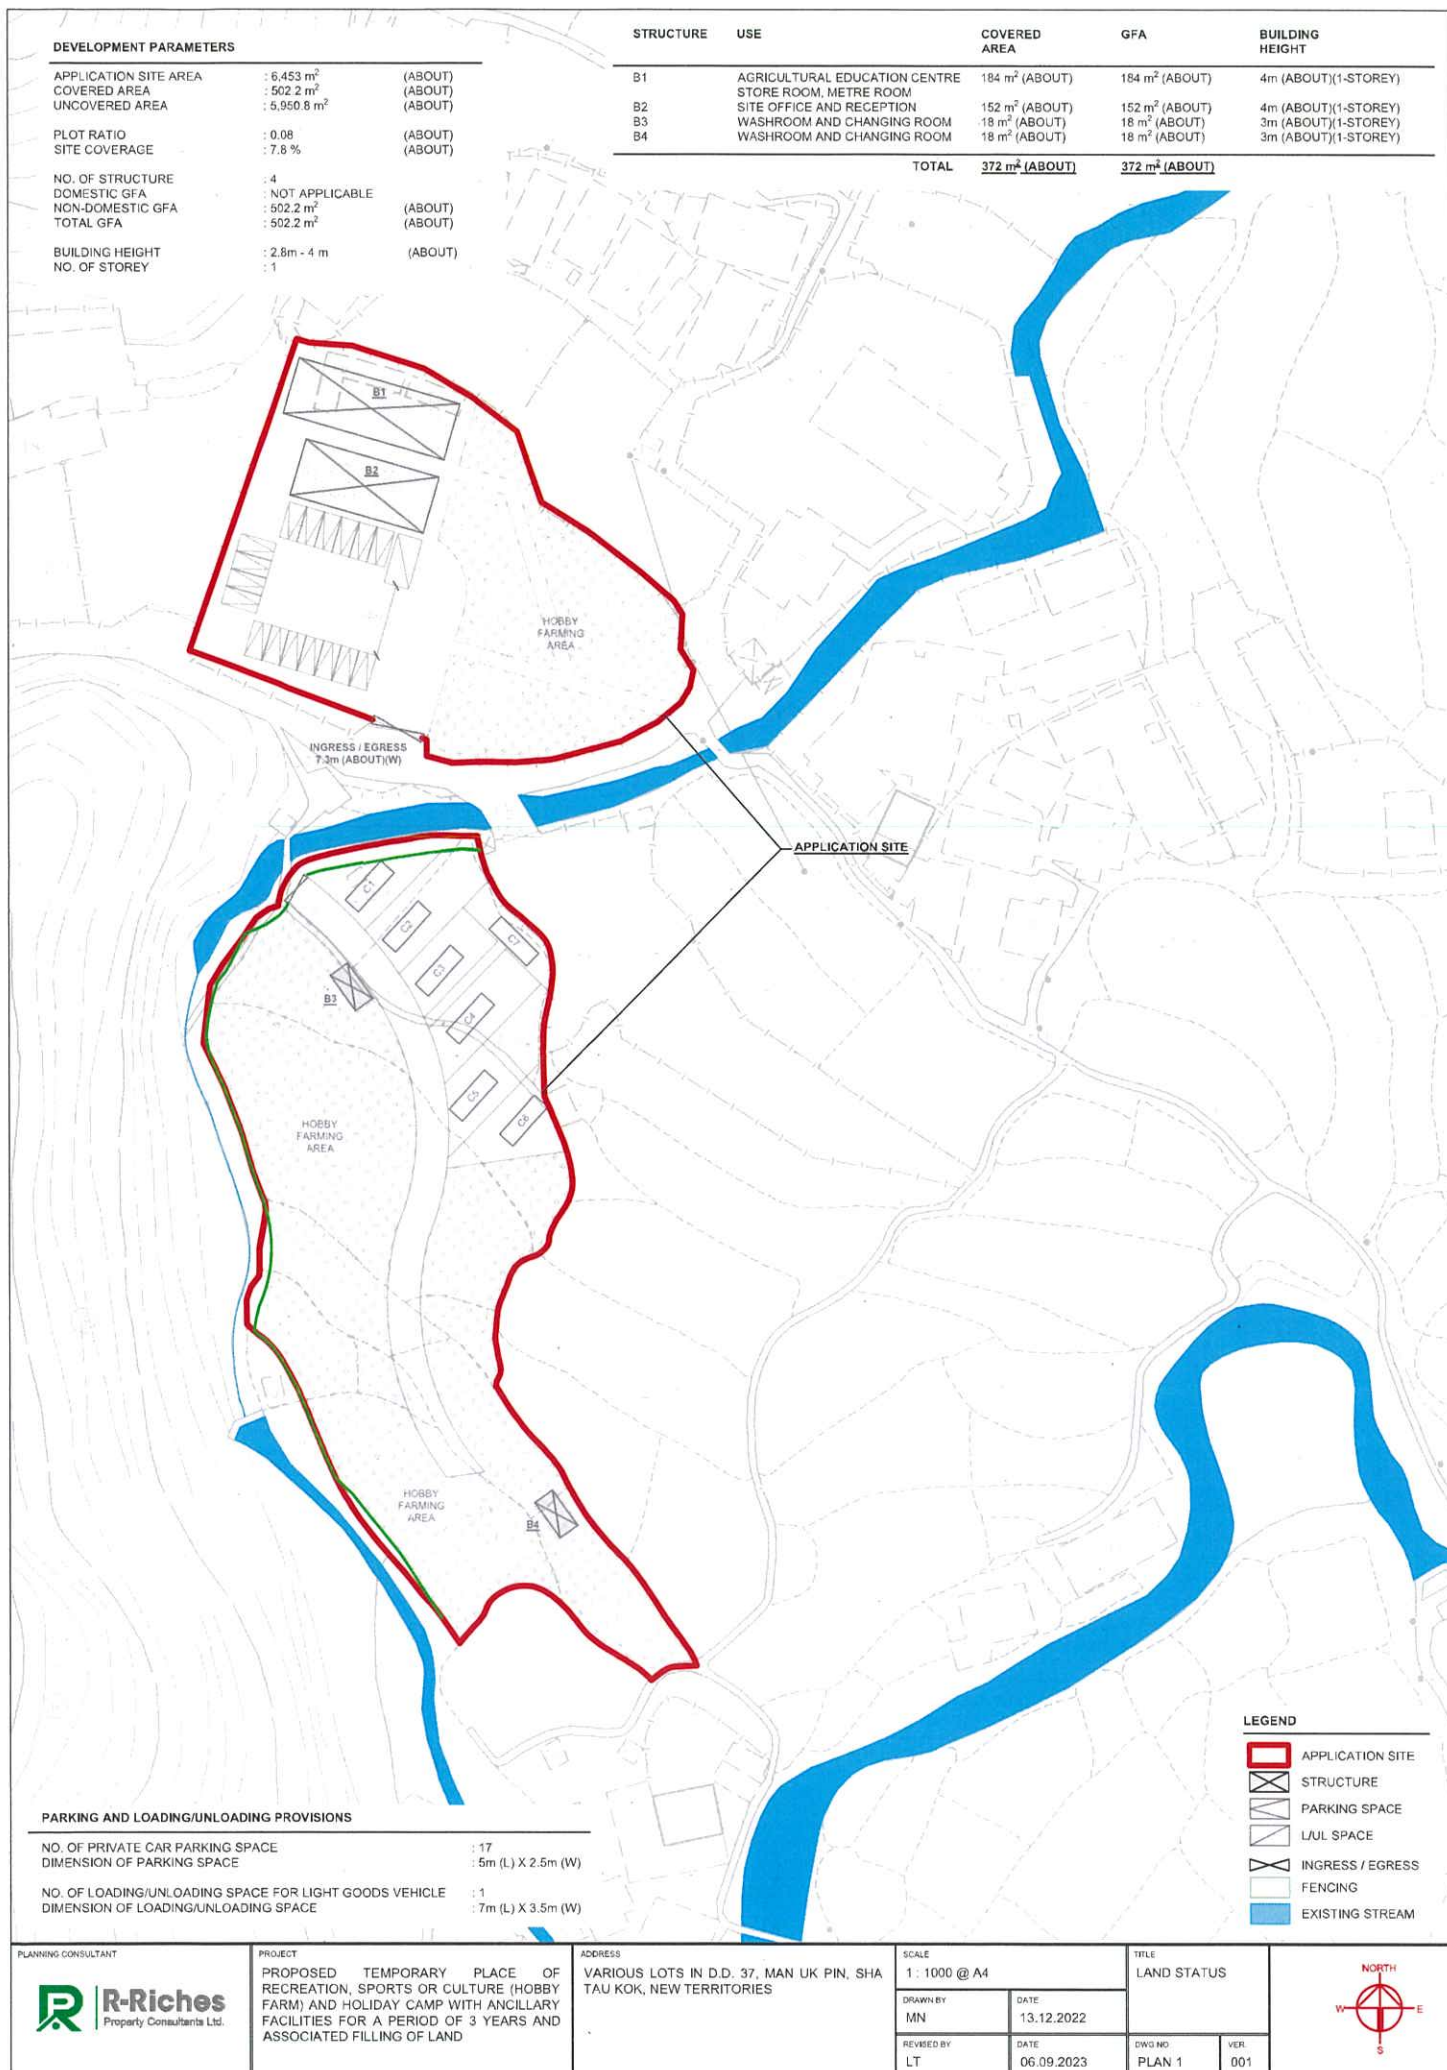 DEVELOPMENT PARAMETERS
APPLICATION SITE AREA : 6,453 m² (ABOUT)
COVERED AREA : 502.2 m² (ABOUT)
UNCOVERED AREA : 5,950.8 m² (ABOUT)
PLOT RATIO : 0.08 (ABOUT)
SITE COVERAGE : 7.8 % (ABOUT)
NO. OF STRUCTURE : 4
DOMESTIC GFA : NOT APPLICABLE
NON-DOMESTIC GFA : 502.2 m² (ABOUT)
TOTAL GFA : 502.2 m² (ABOUT)
BUILDING HEIGHT : 2.8m - 4 m (ABOUT)
NO. OF STOREY : 1
STRUCTURE USE COVERED AREA GFA BUILDING HEIGHT
B1 AGRICULTURAL EDUCATION CENTRE 184 m² (ABOUT) 184 m² (ABOUT) 4m (ABOUT)(1-STOREY)
STORE ROOM, METRE ROOM
B2 SITE OFFICE AND RECEPTION 152 m² (ABOUT) 152 m² (ABOUT) 4m (ABOUT)(1-STOREY)
B3 WASHROOM AND CHANGING ROOM 18 m² (ABOUT) 18 m² (ABOUT) 3m (ABOUT)(1-STOREY)
B4 WASHROOM AND CHANGING ROOM 18 m² (ABOUT) 18 m² (ABOUT) 3m (ABOUT)(1-STOREY)
TOTAL 372 m² (ABOUT) 372 m² (ABOUT)
B1
B2
HOBBY
FARMING
AREA
INGRESS / EGRESS
7.3m (ABOUT)(W)
APPLICATION SITE
C1
C2
C7
C3
B3
C4
C5
C6
HOBBY
FARMING
AREA
HOBBY
FARMING
AREA
B4
LEGEND
APPLICATION SITE
STRUCTURE
PARKING SPACE
L/UL SPACE
INGRESS / EGRESS
FENCING
EXISTING STREAM
PARKING AND LOADING/UNLOADING PROVISIONS
NO. OF PRIVATE CAR PARKING SPACE : 17
DIMENSION OF PARKING SPACE : 5m (L) X 2.5m (W)
NO. OF LOADING/UNLOADING SPACE FOR LIGHT GOODS VEHICLE : 1
DIMENSION OF LOADING/UNLOADING SPACE : 7m (L) X 3.5m (W)
PLANNING CONSULTANT
R-Riches
Property Consultants Ltd.
PROJECT
PROPOSED TEMPORARY PLACE OF
RECREATION, SPORTS OR CULTURE (HOBBY
FARM) AND HOLIDAY CAMP WITH ANCILLARY
FACILITIES FOR A PERIOD OF 3 YEARS AND
ASSOCIATED FILLING OF LAND
ADDRESS
VARIOUS LOTS IN D.D. 37, MAN UK PIN, SHA
TAU KOK, NEW TERRITORIES
SCALE
1 : 1000 @ A4
DRAWN BY
MN
DATE
13.12.2022
REVISED BY
LT
DATE
06.09.2023
TITLE
LAND STATUS
DWG NO
PLAN 1
VER.
001
NORTH
W
E
S